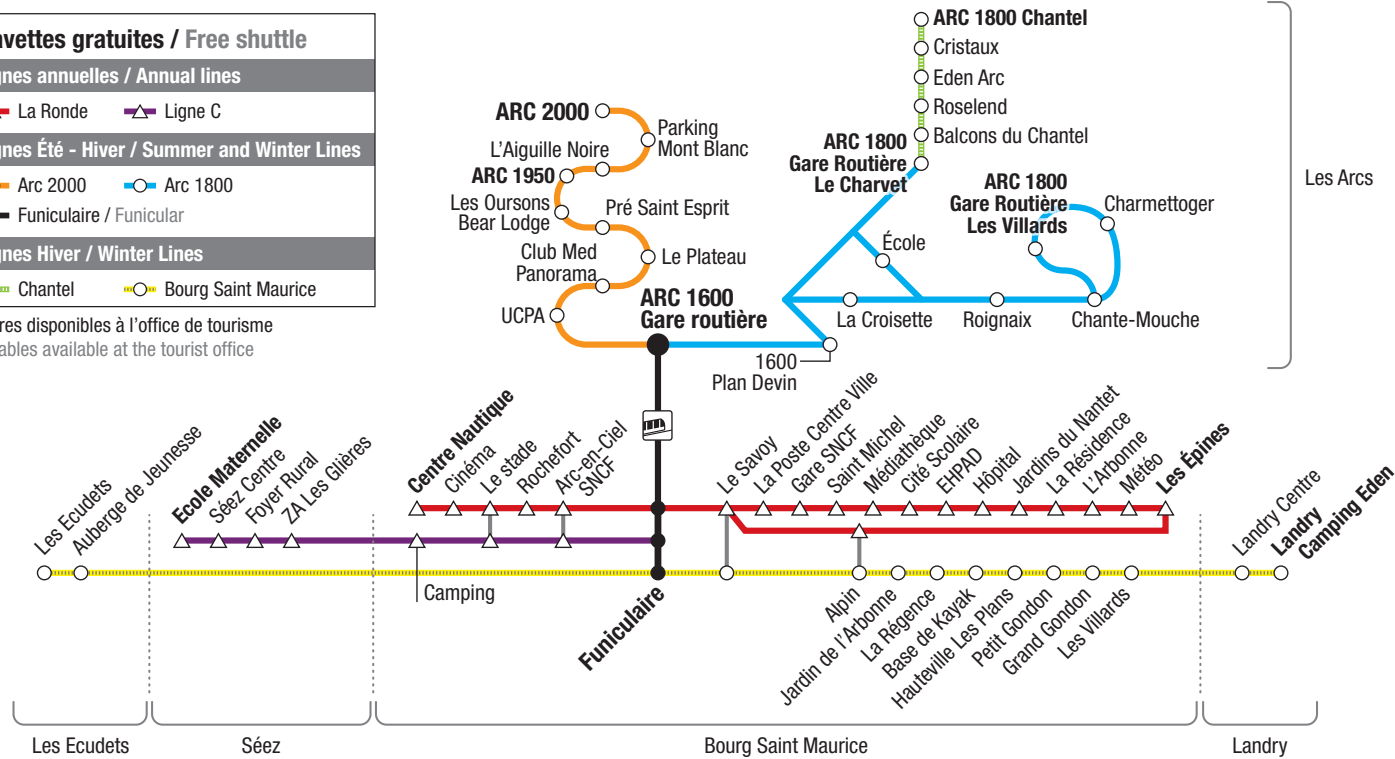 gratuites / Free shuttle
annuelles / Annual lines
La Ronde
Ligne C
Été - Hiver / Summer and Winter Lines
Arc 2000
Arc 1800
Funiculaire / Funicular
Hiver / Winter Lines
Chantel
Bourg Saint Maurice
disponibles à l'office de tourisme
available at the tourist office
ARC 2000
Parking
Mont Blanc
L'Aiguille Noire
ARC 1950
Les Oursons
Bear Lodge
Pré Saint Esprit
Club Med
Panorama
Le Plateau
UCPA
ARC 1600
Gare routière
ARC 1800 Chantel
Cristaux
Eden Arc
Roselend
Balcons du Chantel
ARC 1800
Gare Routière
Le Charvet
ARC 1800
Gare Routière
Les Villards
Charmettoger
École
La Croisette
Roignaix
Chante-Mouche
1600
Plan Devin
Les Arcs
Les Ecudets
Auberge de Jeunesse
Ecole Maternelle
Séez Centre
Foyer Rural
ZA Les Glières
Centre Nautique
Cinéma
Le stade
Rochefort
Arc-en-Ciel
SNCF
Le Savoy
La Poste Centre Ville
Gare SNCF
Saint Michel
Médiathèque
Cité Scolaire
EHPAD
Hôpital
Jardins du Nantet
La Résidence
L'Arbonne
Météo
Les Épines
Landry Centre
Landry
Camping Eden
Camping
Funiculaire
Alpin
Jardin de l'Arbonne
La Régence
Base de Kayak
Hauteville Les Plans
Petit Gondon
Grand Gondon
Les Villards
Les Ecudets
Séez
Bourg Saint Maurice
Landry